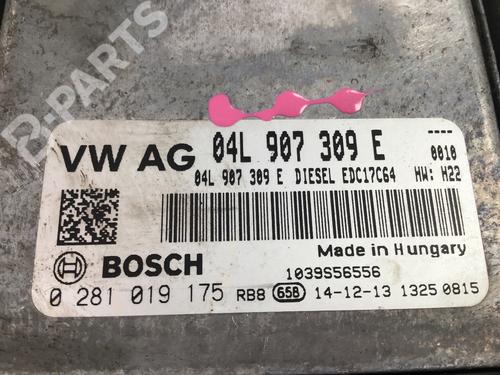 B-PARTS
VW AG 04L 907 309 E ----
0010
04L 907 309 E DIESEL EDC17C64 HW: H22
BOSCH Made in Hungary
1039S56556
0 281 019 175 RB8 65B 14-12-13 1325 0815